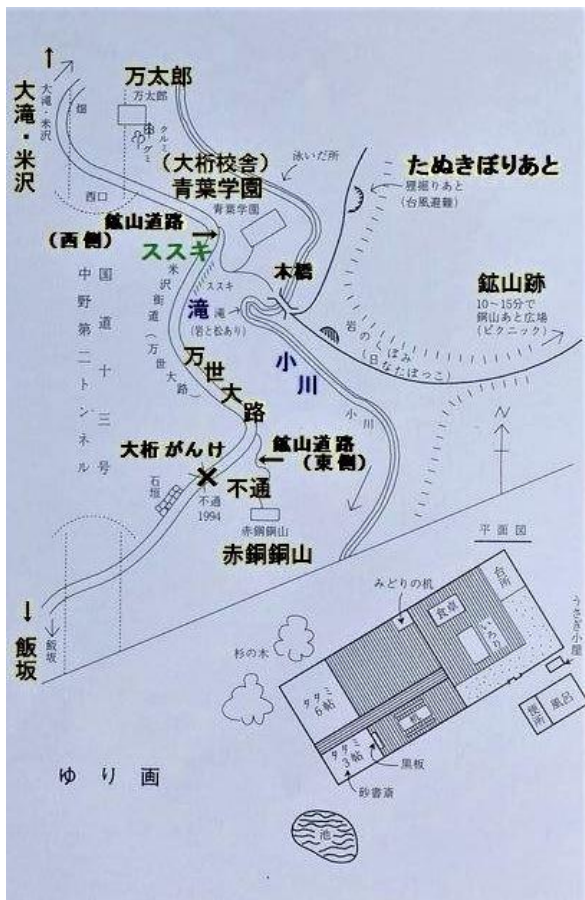 大滝・米沢
大滝・米沢
畑
西口
万太郎
万太郎
クルミ
グミ
(大桁校舎)
青葉学園
青葉学園
泳いだ所
たぬきぼりあと
狸掘りあと
(台風避難)
鉱山道路
(西側)
ススキ
ススキ
本橋
鉱山跡
10〜15分で
銅山あと広場
(ピクニック)
滝
滝
(岩と松あり)
岩のくぼみ
(日なたぼっこ)
小川
小川
米沢街道(万世大路)
万世大路
国道十三号
中野第二トンネル
大桁がんけ
鉱山道路
(東側)
石垣
不通
不通
1994
赤銅銅山
赤銅銅山
N
飯坂
飯坂
平面図
みどりの机
台所
食卓
いろり
うさぎ小屋
杉の木
タタミ
6帖
机
便所
風呂
タタミ
3帖
黒板
砂書斎
池
ゆり画